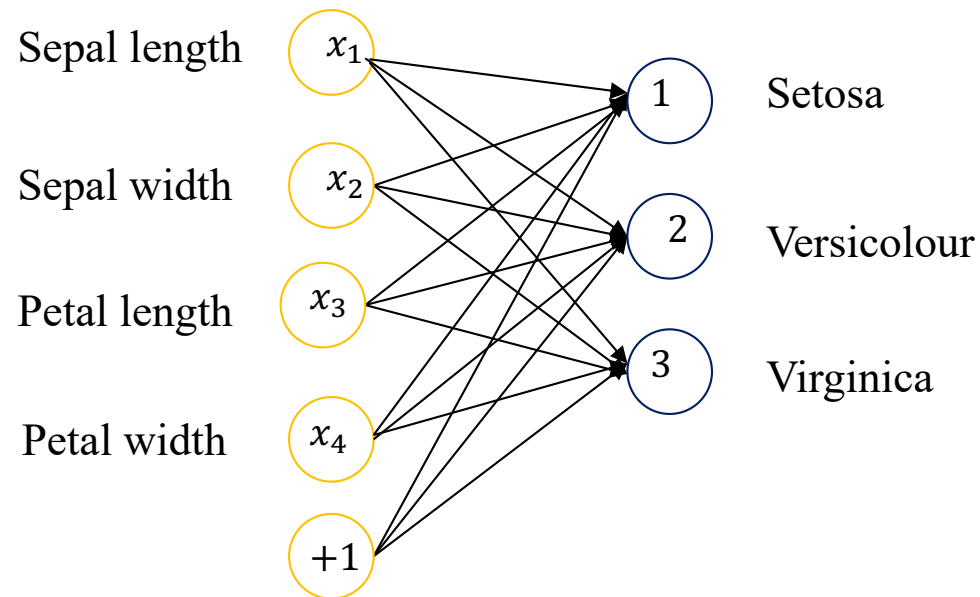 Sepal length
x₁
1
Setosa
Sepal width
x₂
2
Versicolour
Petal length
x₃
3
Virginica
Petal width
x₄
+1